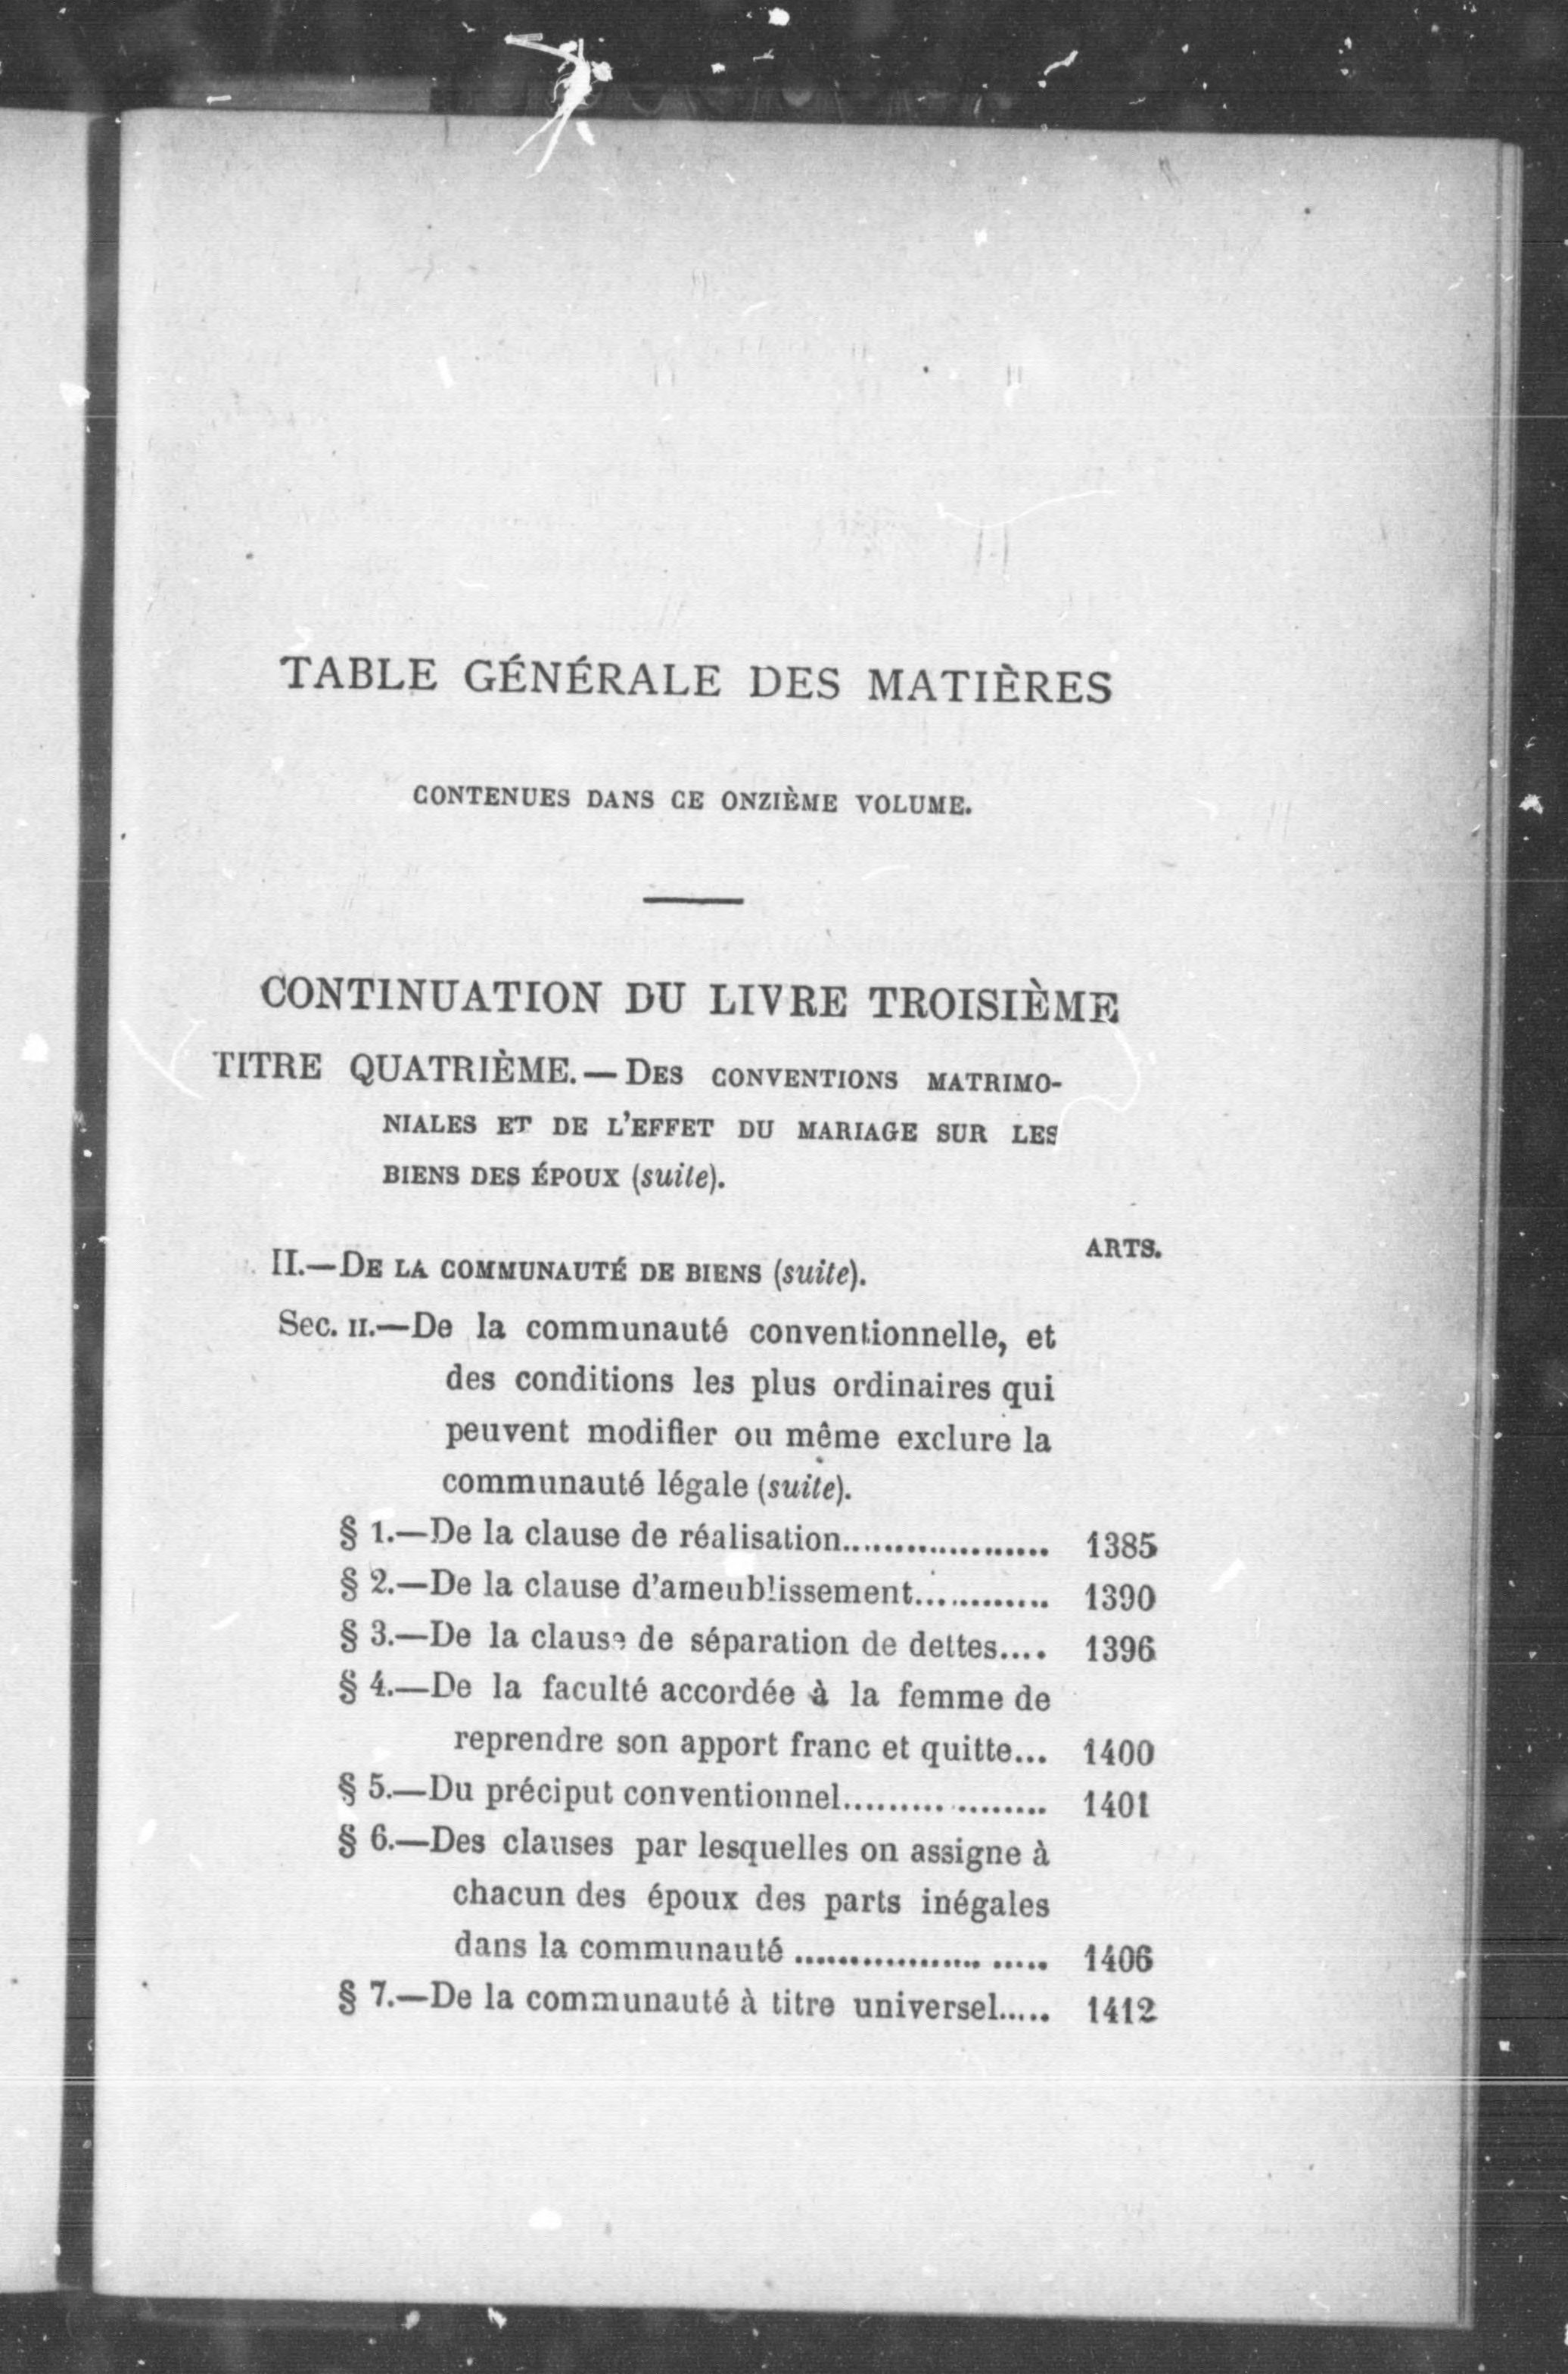 TABLE GÉNÉRALE DES MATIÈRES
CONTENUES DANS CE ONZIÈME VOLUME.
CONTINUATION DU LIVRE TROISIÈME
TITRE QUATRIÈME.—DES CONVENTIONS MATRIMO-
NIALES ET DE L'EFFET DU MARIAGE SUR LES
BIENS DES ÉPOUX (suite).
ARTS.
II.—DE LA COMMUNAUTÉ DE BIENS (suite).
Sec. II.—De la communauté conventionnelle, et
des conditions les plus ordinaires qui
peuvent modifier ou même exclure la
communauté légale (suite).
§ 1.—De la clause de réalisation.................... 1385
§ 2.—De la clause d'ameublissement............. 1390
§ 3.—De la clause de séparation de dettes.... 1396
§ 4.—De la faculté accordée à la femme de
reprendre son apport franc et quitte... 1400
§ 5.—Du préciput conventionnel.................. 1401
§ 6.—Des clauses par lesquelles on assigne à
chacun des époux des parts inégales
dans la communauté ....................... 1406
§ 7.—De la communauté à titre universel..... 1412